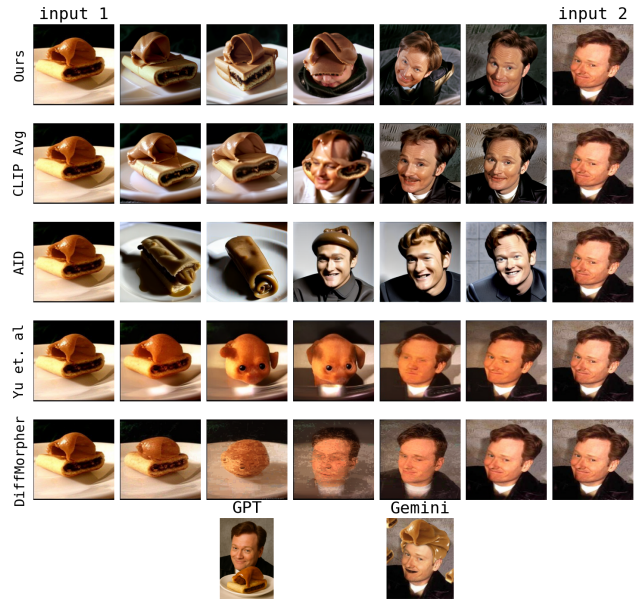 input 1
input 2
Ours
CLIP Avg
AID
Yu et. al
DiffMorpher
GPT
Gemini